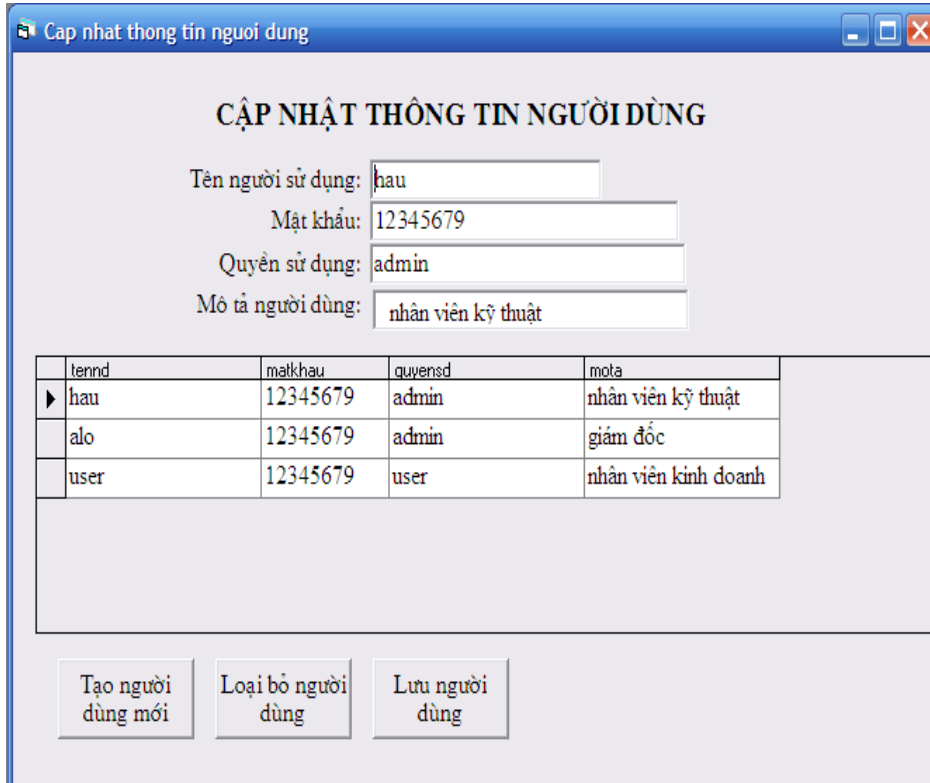 Cap nhat thong tin nguoi dung
CẬP NHẬT THÔNG TIN NGƯỜI DÙNG
Tên người sử dụng: hau
Mật khẩu: 12345679
Quyền sử dụng: admin
Mô tả người dùng: nhân viên kỹ thuật
tennd matkhau quyensd mota
hau 12345679 admin nhân viên kỹ thuật
alo 12345679 admin giám đốc
user 12345679 user nhân viên kinh doanh
Tạo người dùng mới
Loại bỏ người dùng
Lưu người dùng